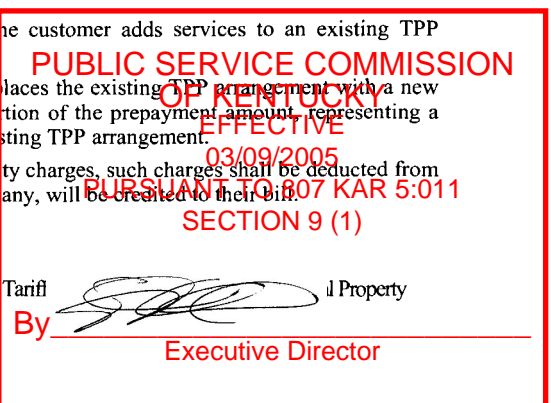 he customer adds services to an existing TPP
PUBLIC SERVICE COMMISSION
laces the existing TPP arrangement with a new
OF KENTUCKY
rtion of the prepayment amount, representing a
EFFECTIVE
sting TPP arrangement.
03/09/2005
ty charges, such charges shall be deducted from
any, will be credited to their bill.
PURSUANT TO 807 KAR 5:011
SECTION 9 (1)
Tariff
l Property
By
Executive Director